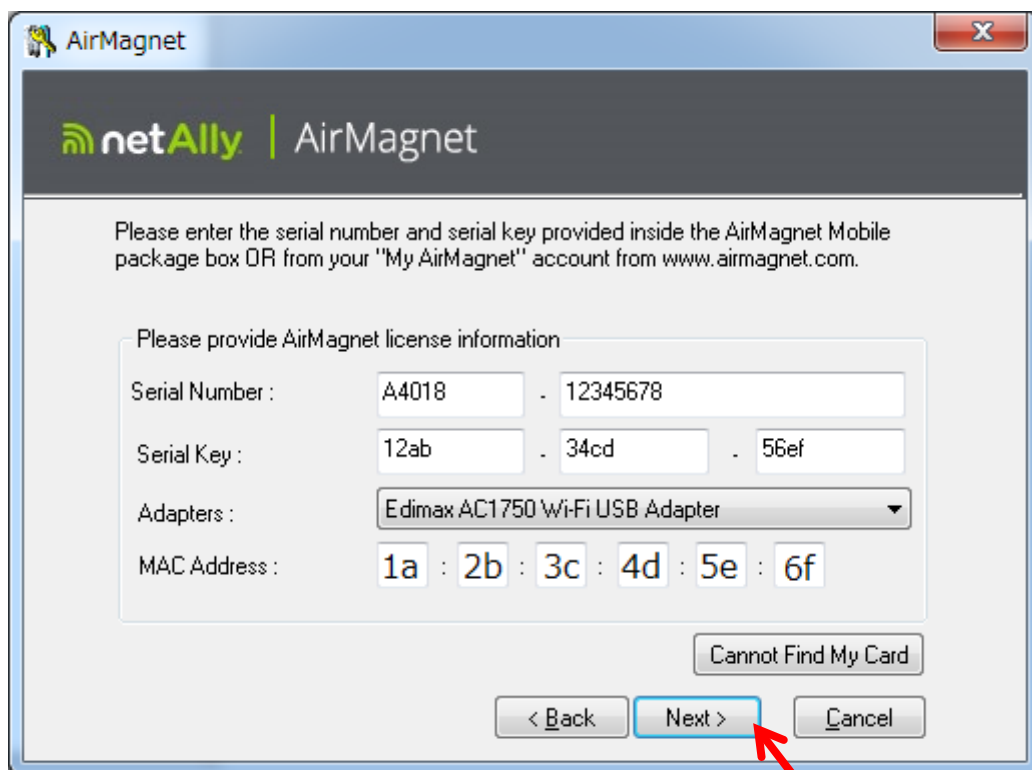 AirMagnet
netAlly | AirMagnet
Please enter the serial number and serial key provided inside the AirMagnet Mobile
package box OR from your "My AirMagnet" account from www.airmagnet.com.
Please provide AirMagnet license information
Serial Number : A4018 - 12345678
Serial Key : 12ab - 34cd - 56ef
Adapters : Edimax AC1750 Wi-Fi USB Adapter
MAC Address : 1a : 2b : 3c : 4d : 5e : 6f
Cannot Find My Card
< Back Next > Cancel